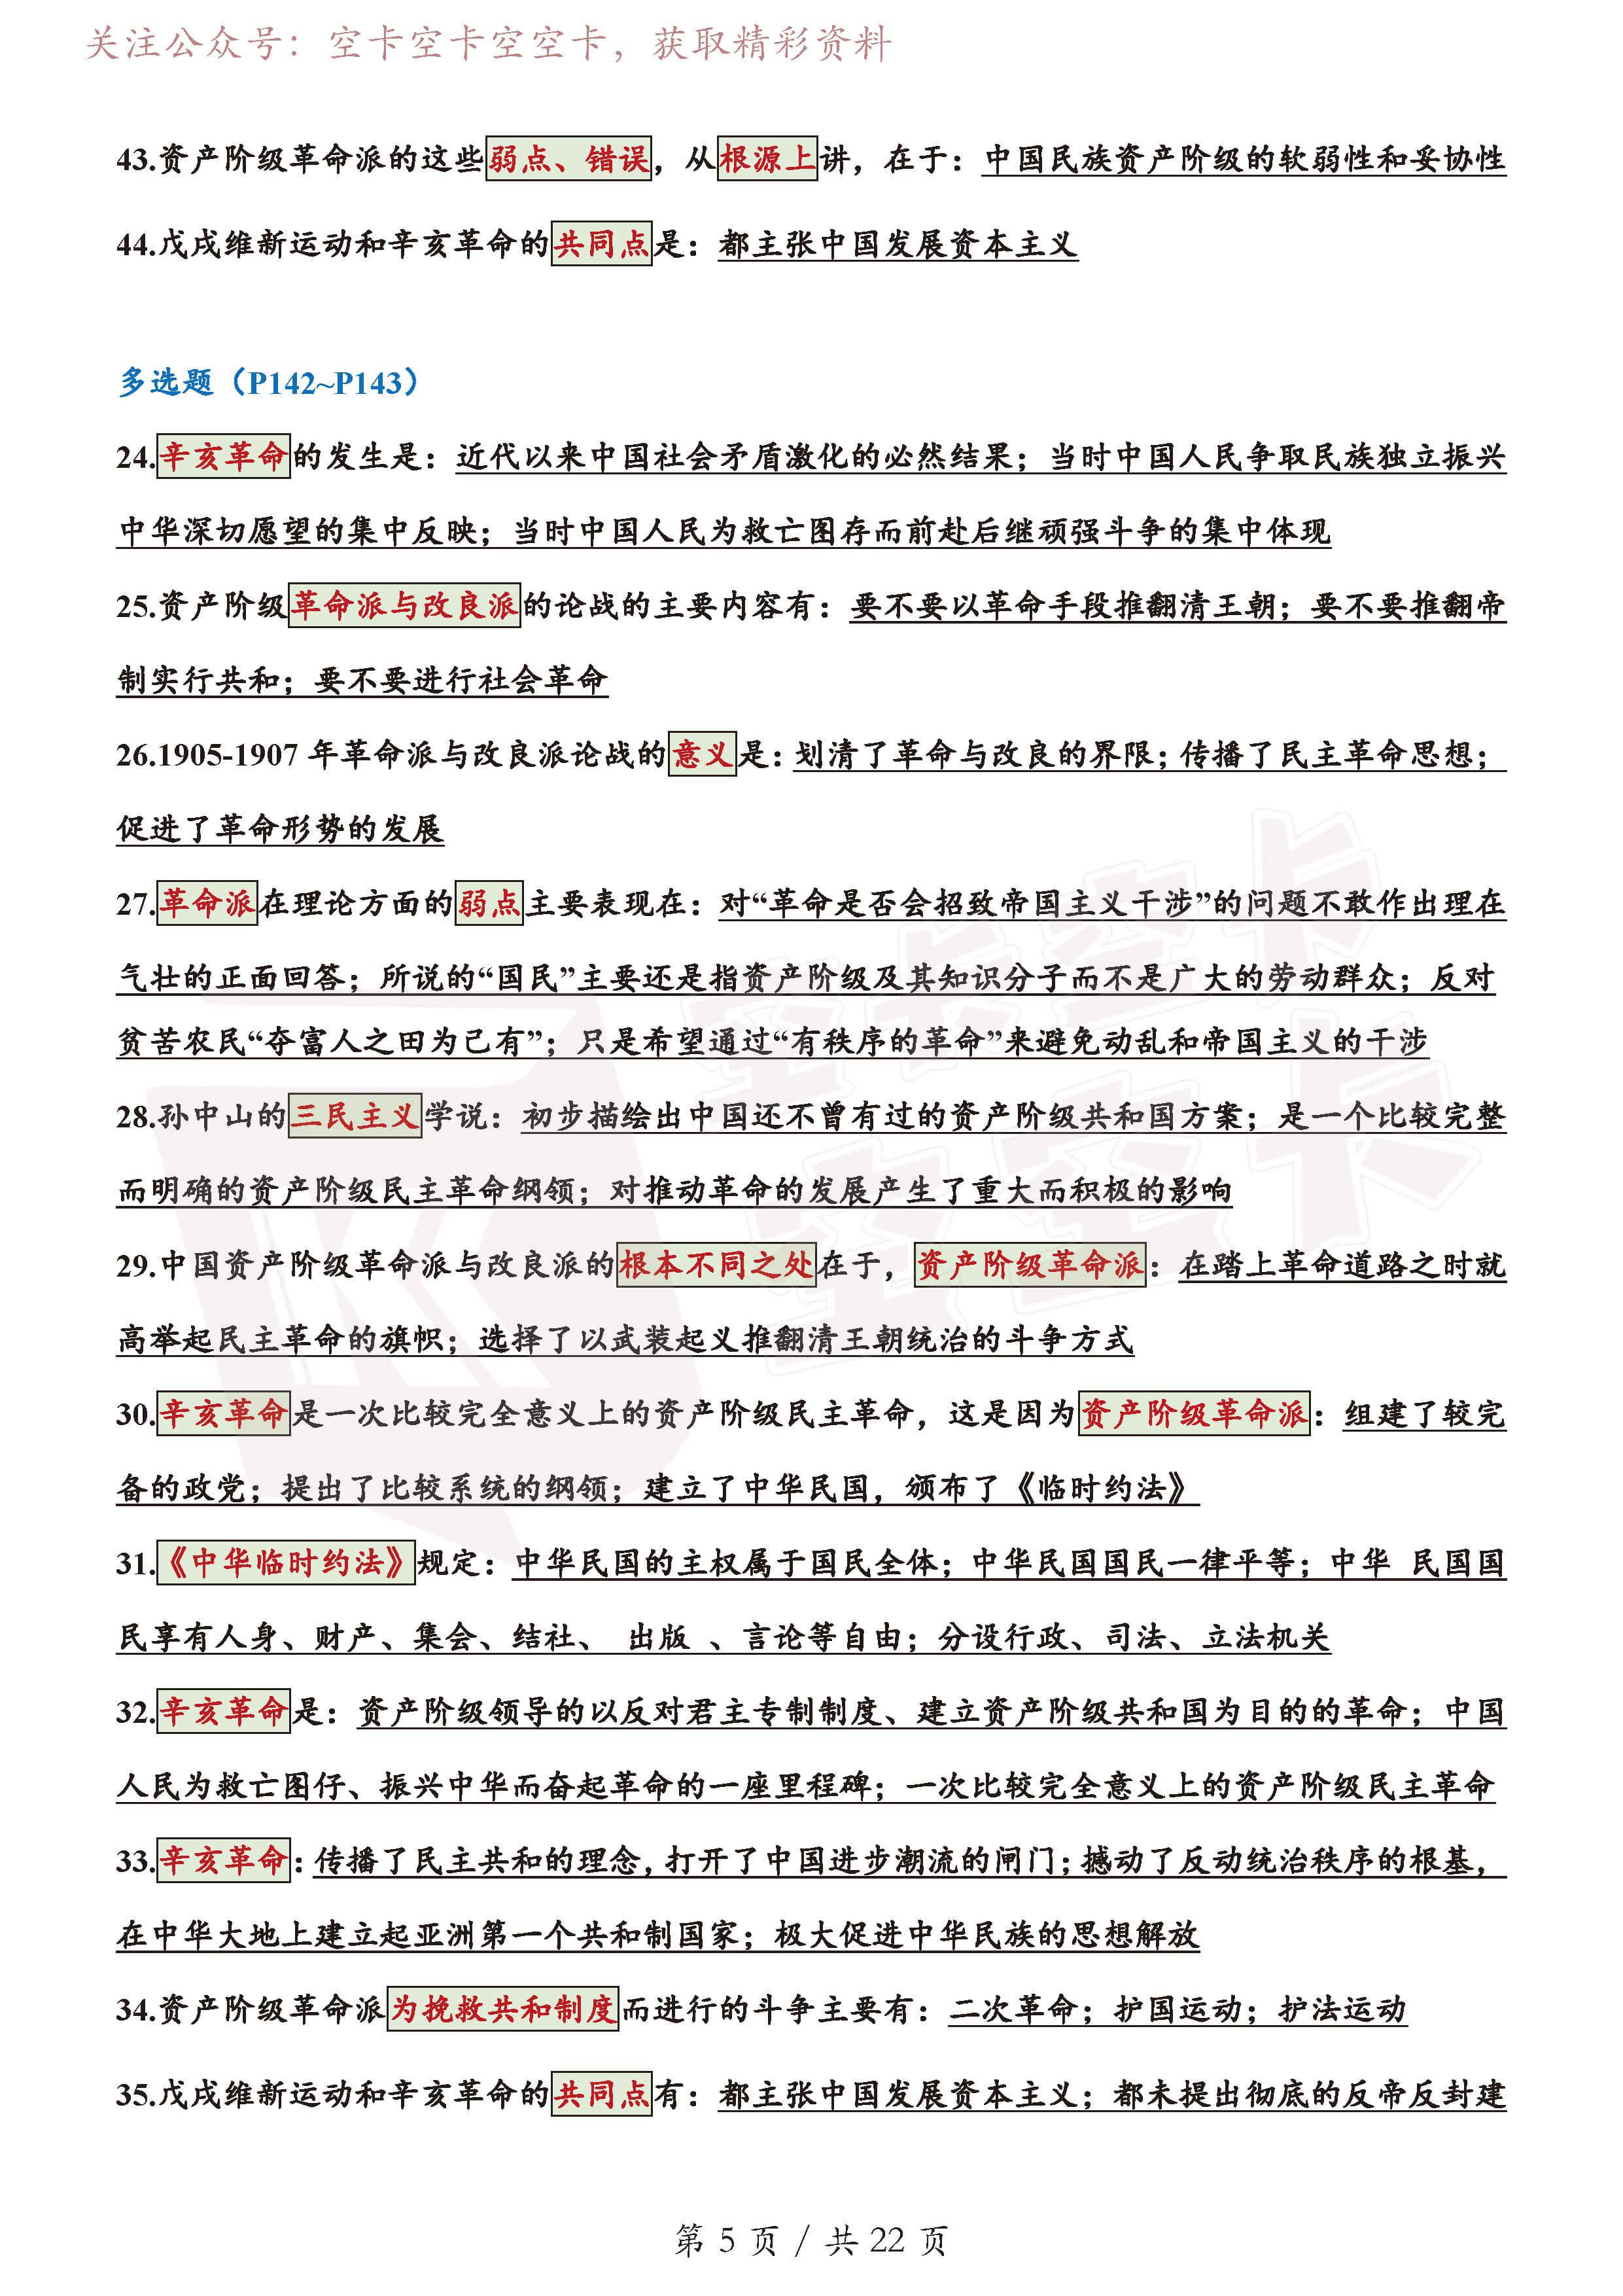 关注公众号：空卡空卡空空卡，获取精彩资料
43.资产阶级革命派的这些弱点、错误，从根源上讲，在于：中国民族资产阶级的软弱性和妥协性
44.戊戌维新运动和辛亥革命的共同点是：都主张中国发展资本主义
多选题（P142~P143）
24.辛亥革命的发生是：近代以来中国社会矛盾激化的必然结果；当时中国人民争取民族独立振兴
中华深切愿望的集中反映；当时中国人民为救亡图存而前赴后继顽强斗争的集中体现
25.资产阶级革命派与改良派的论战的主要内容有：要不要以革命手段推翻清王朝；要不要推翻帝
制实行共和；要不要进行社会革命
26.1905-1907 年革命派与改良派论战的意义是：划清了革命与改良的界限；传播了民主革命思想；
促进了革命形势的发展
27.革命派在理论方面的弱点主要表现在：对“革命是否会招致帝国主义干涉”的问题不敢作出理在
气壮的正面回答；所说的“国民”主要还是指资产阶级及其知识分子而不是广大的劳动群众；反对
贫苦农民“夺富人之田为己有”；只是希望通过“有秩序的革命”来避免动乱和帝国主义的干涉
28.孙中山的三民主义学说：初步描绘出中国还不曾有过的资产阶级共和国方案；是一个比较完整
而明确的资产阶级民主革命纲领；对推动革命的发展产生了重大而积极的影响
29.中国资产阶级革命派与改良派的根本不同之处在于，资产阶级革命派：在踏上革命道路之时就
高举起民主革命的旗帜；选择了以武装起义推翻清王朝统治的斗争方式
30.辛亥革命是一次比较完全意义上的资产阶级民主革命，这是因为资产阶级革命派：组建了较完
备的政党；提出了比较系统的纲领；建立了中华民国，颁布了《临时约法》
31.《中华临时约法》规定：中华民国的主权属于国民全体；中华民国国民一律平等；中华 民国国
民享有人身、财产、集会、结社、 出版 、言论等自由；分设行政、司法、立法机关
32.辛亥革命是：资产阶级领导的以反对君主专制制度、建立资产阶级共和国为目的的革命；中国
人民为救亡图仔、振兴中华而奋起革命的一座里程碑；一次比较完全意义上的资产阶级民主革命
33.辛亥革命：传播了民主共和的理念，打开了中国进步潮流的闸门；撼动了反动统治秩序的根基，
在中华大地上建立起亚洲第一个共和制国家；极大促进中华民族的思想解放
34.资产阶级革命派为挽救共和制度而进行的斗争主要有：二次革命；护国运动；护法运动
35.戊戌维新运动和辛亥革命的共同点有：都主张中国发展资本主义；都未提出彻底的反帝反封建
空卡空卡
空空卡
第 5 页 / 共 22 页